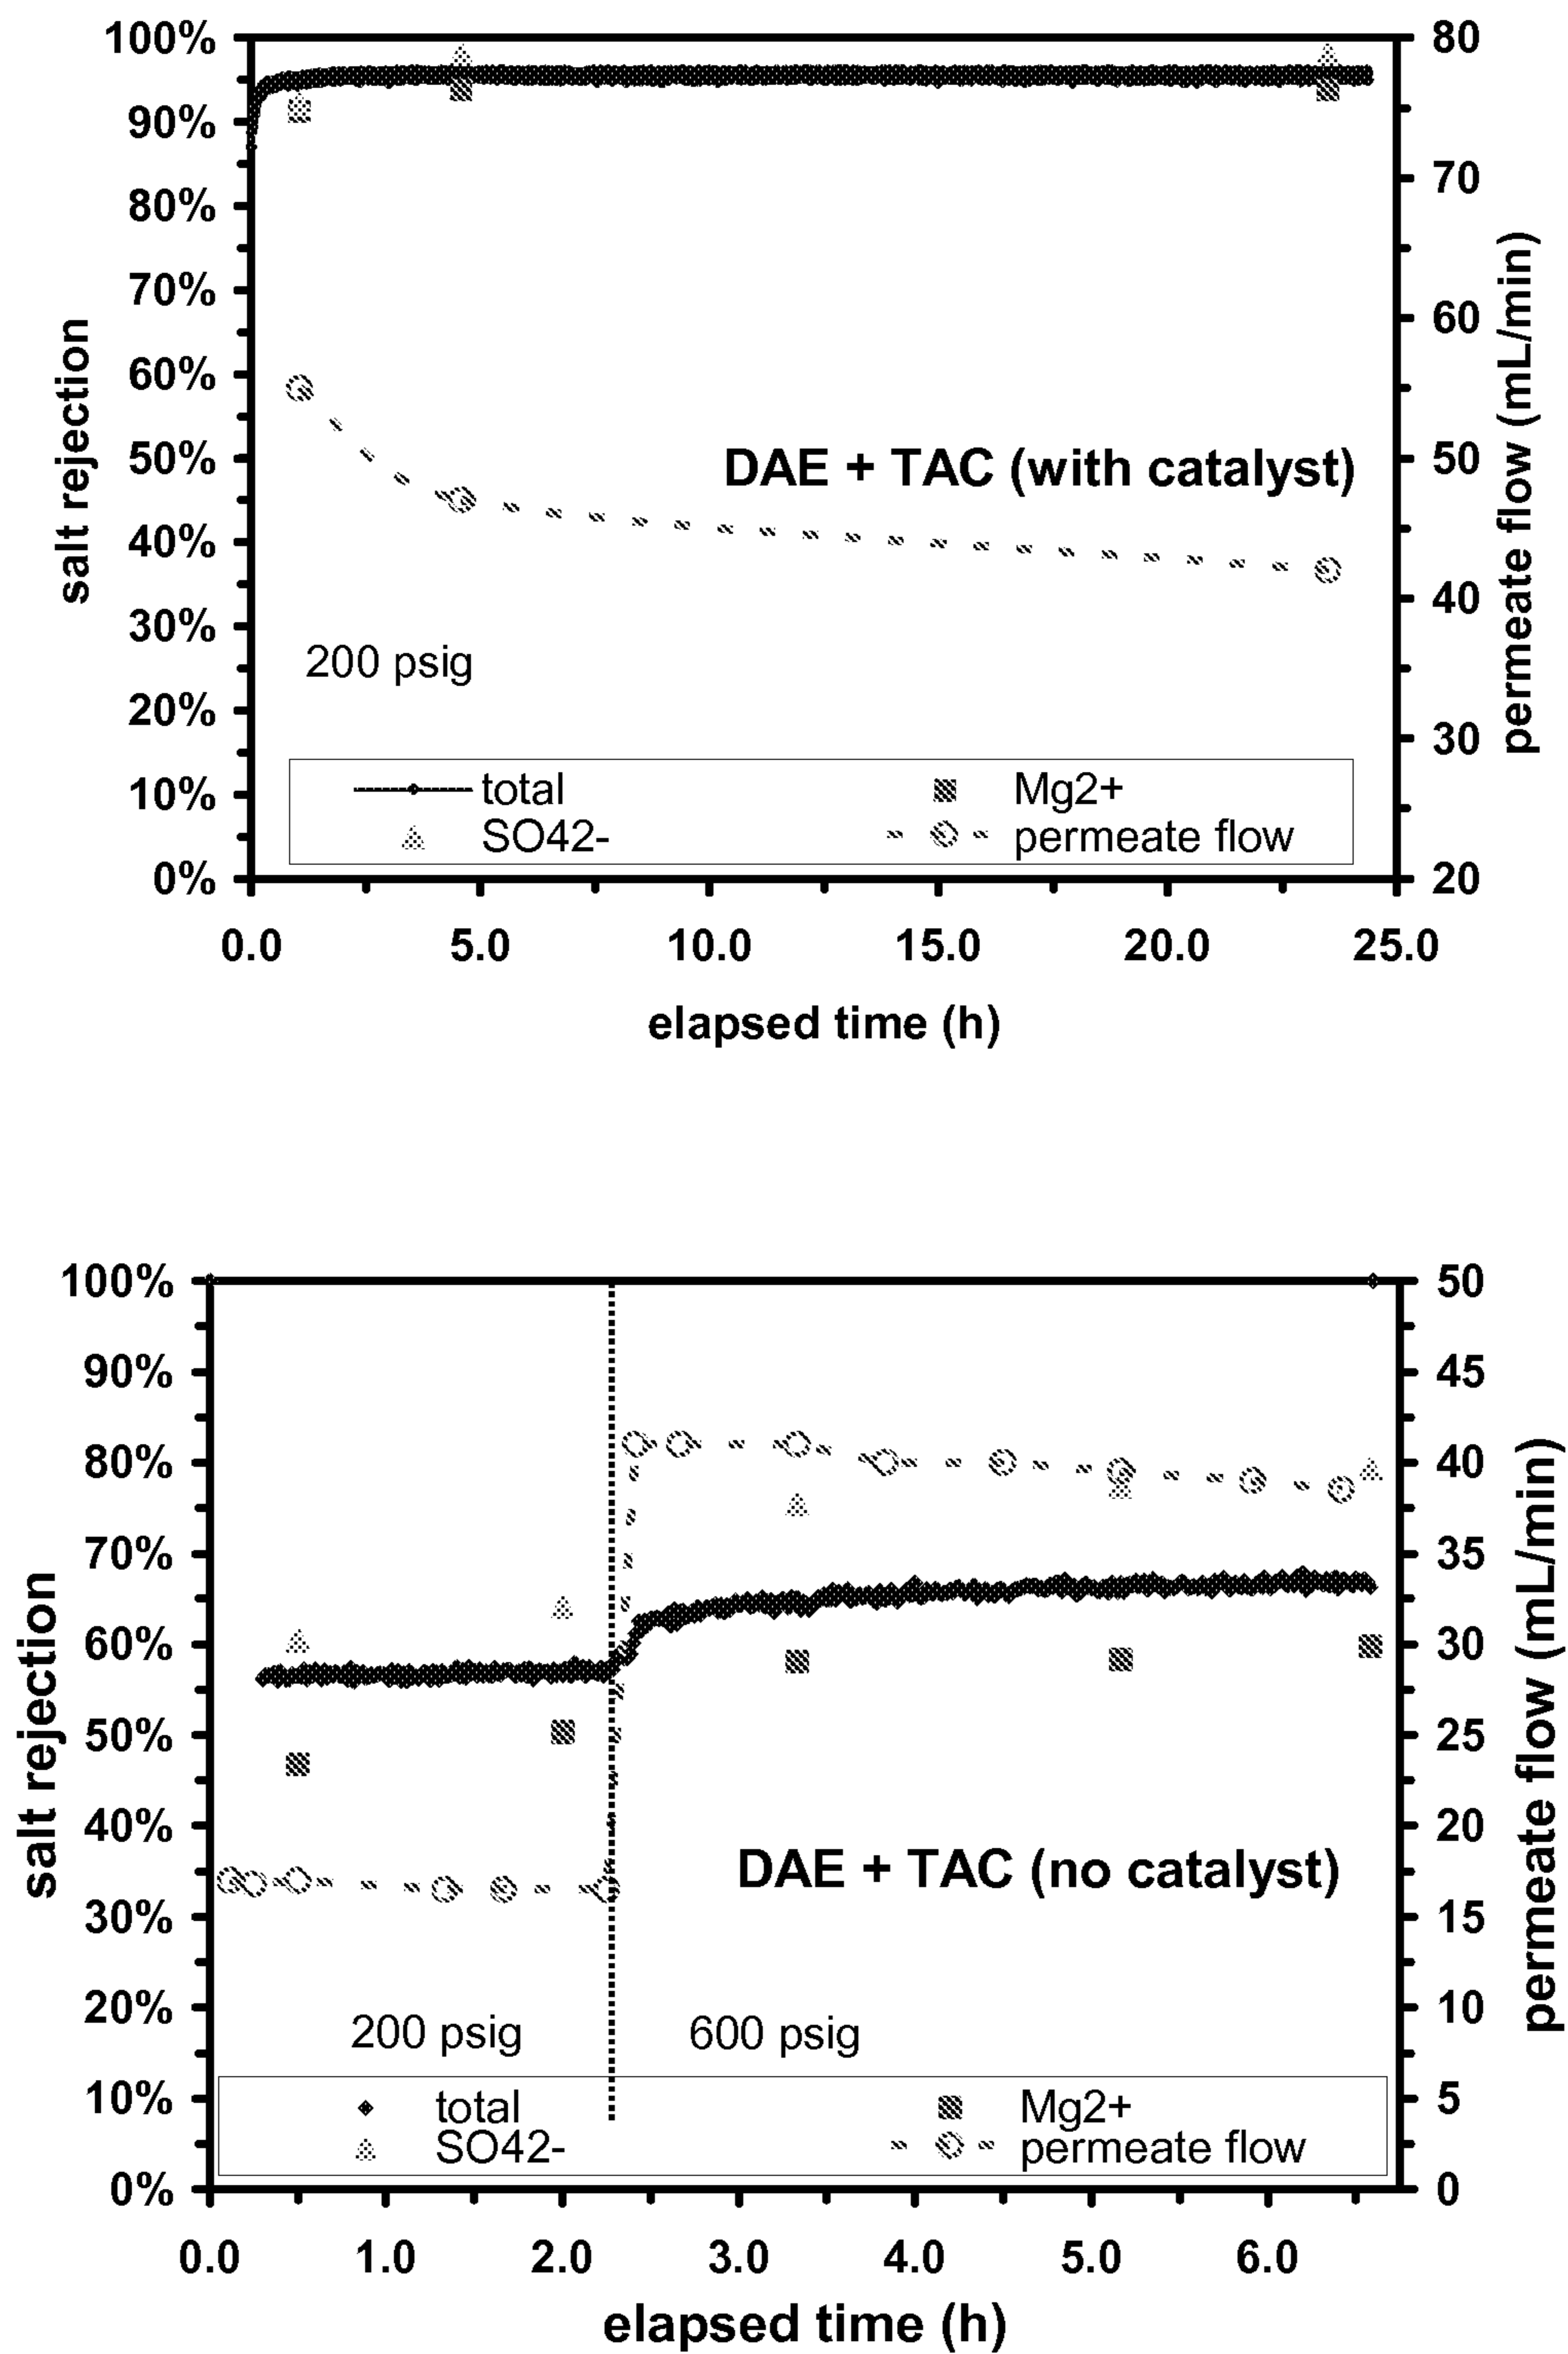 100%
90%
80%
70%
60%
50%
40%
30%
20%
10%
0%
salt rejection
80
70
60
50
40
30
20
permeate flow (mL/min)
DAE + TAC (with catalyst)
200 psig
total
Mg2+
SO42-
permeate flow
0.0 5.0 10.0 15.0 20.0 25.0
elapsed time (h)
100%
90%
80%
70%
60%
50%
40%
30%
20%
10%
0%
salt rejection
50
45
40
35
30
25
20
15
10
5
0
permeate flow (mL/min)
DAE + TAC (no catalyst)
200 psig
600 psig
total
Mg2+
SO42-
permeate flow
0.0 1.0 2.0 3.0 4.0 5.0 6.0
elapsed time (h)